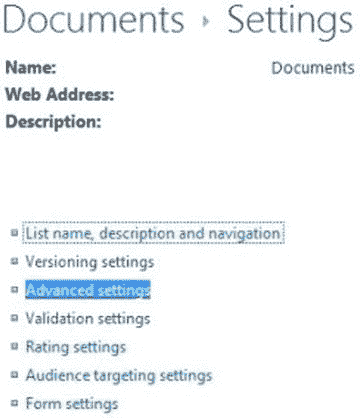 Documents › Settings
Name: Documents
Web Address:
Description:
List name, description and navigation
Versioning settings
Advanced settings
Validation settings
Rating settings
Audience targeting settings
Form settings